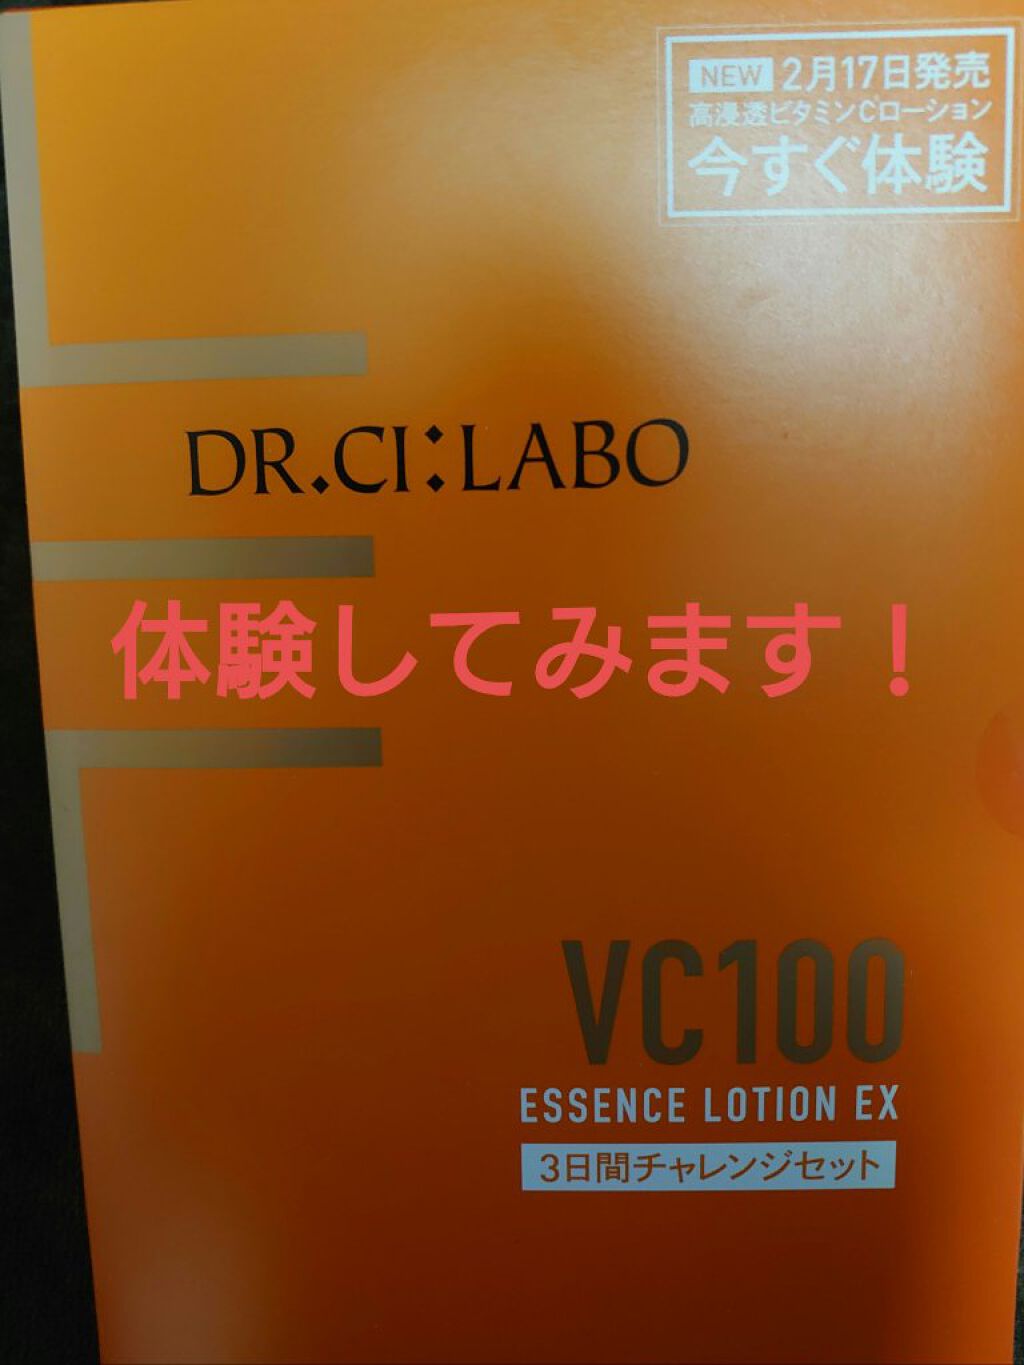 NEW 2月17日発売
高浸透ビタミンCローション
今すぐ体験
DR.CI:LABO
体験してみます！
VC100
ESSENCE LOTION EX
3日間チャレンジセット